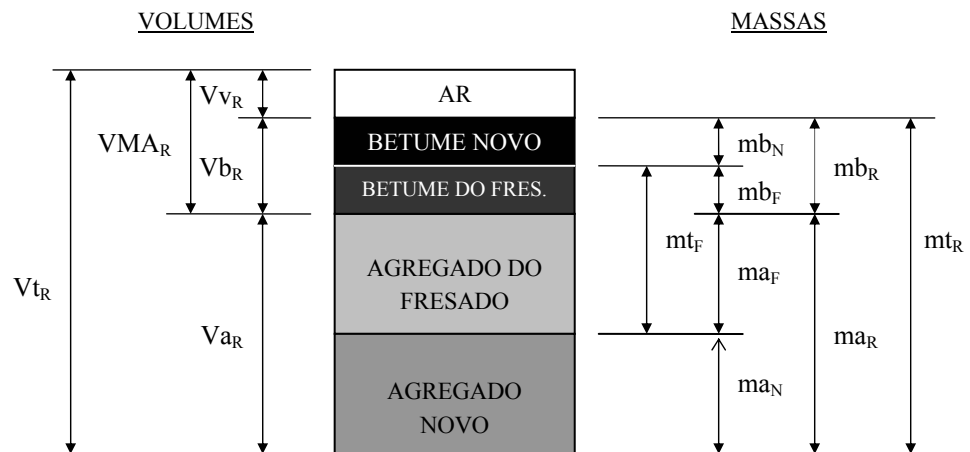 VOLUMES
MASSAS
Vv_R
AR
VMA_R
Vb_R
BETUME NOVO
mb_N
BETUME DO FRES.
mb_F
mb_R
mt_F
mt_R
Vt_R
AGREGADO DO
FRESADO
ma_F
Va_R
ma_R
AGREGADO
NOVO
ma_N